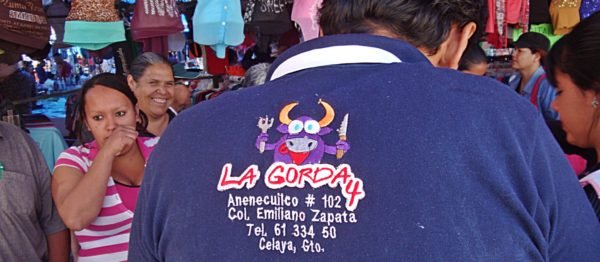 LA GORDA 4
Anenecuilco # 102
Col. Emiliano Zapata
Tel. 61 334 50
Celaya, Gto.